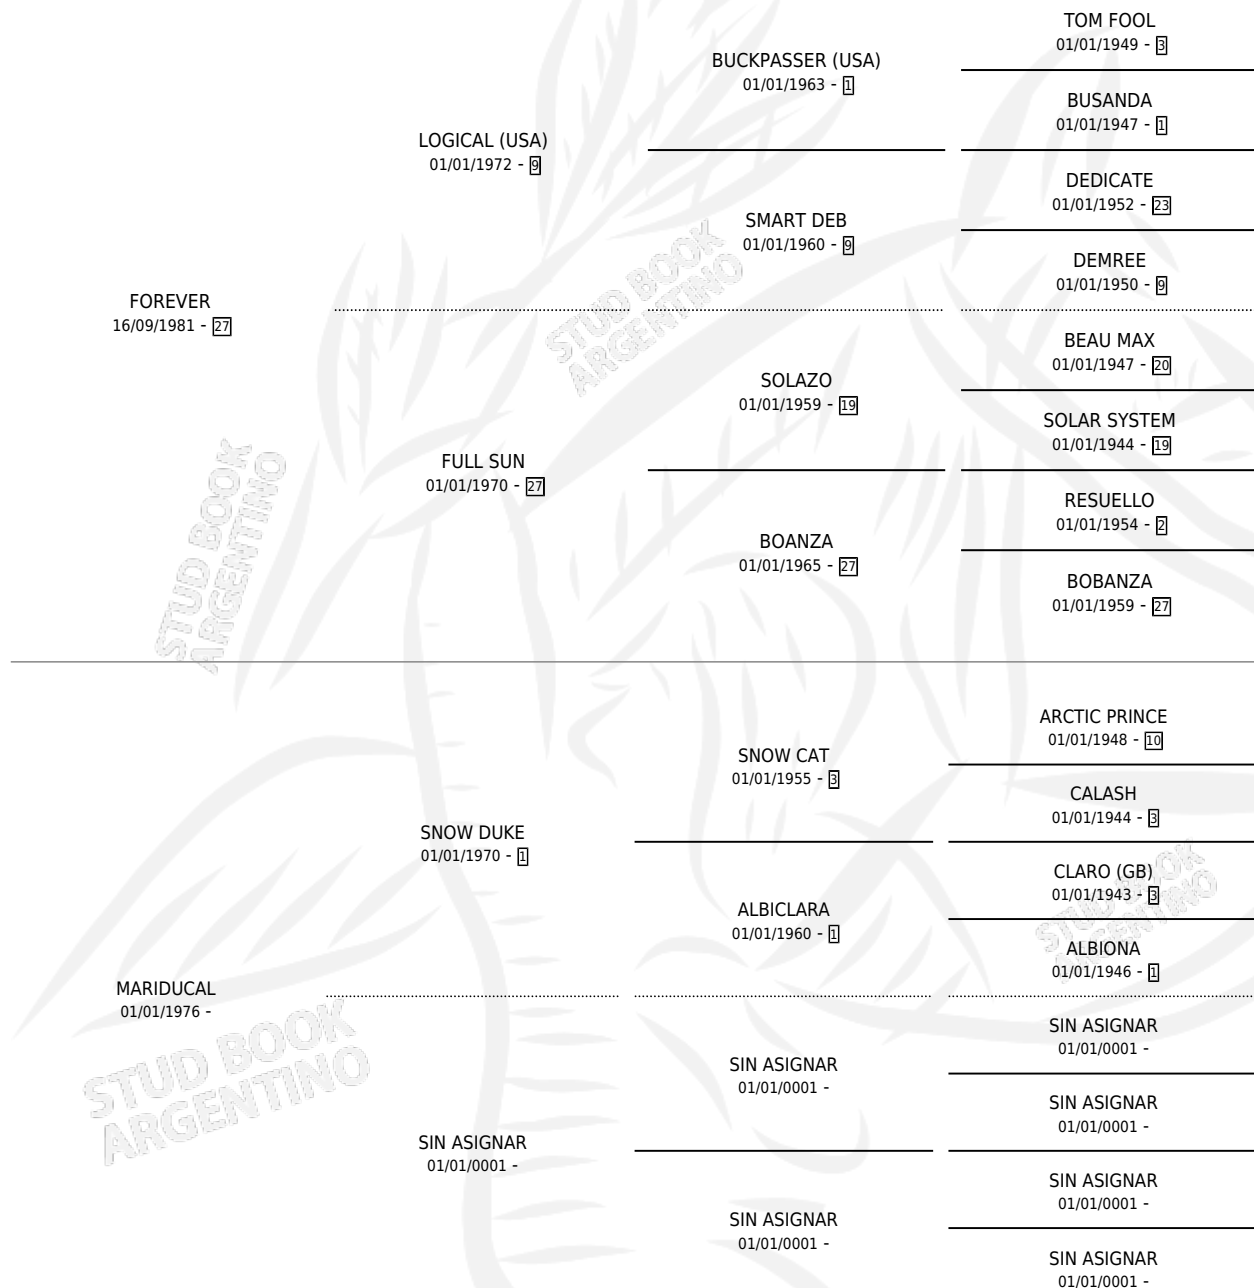 TOM FOOL
01/01/1949 - 3
BUCKPASSER (USA)
01/01/1963 - 1
BUSANDA
01/01/1947 - 1
LOGICAL (USA)
01/01/1972 - 9
DEDICATE
01/01/1952 - 23
SMART DEB
01/01/1960 - 9
DEMREE
01/01/1950 - 9
FOREVER
16/09/1981 - 27
STUD BOOK
ARGENTINO
BEAU MAX
01/01/1947 - 20
SOLAZO
01/01/1959 - 19
SOLAR SYSTEM
01/01/1944 - 19
FULL SUN
01/01/1970 - 27
RESUELLO
01/01/1954 - 2
BOANZA
01/01/1965 - 27
BOBANZA
01/01/1959 - 27
STUD BOOK
ARGENTINO
ARCTIC PRINCE
01/01/1948 - 10
SNOW CAT
01/01/1955 - 3
CALASH
01/01/1944 - 3
SNOW DUKE
01/01/1970 - 1
CLARO (GB)
01/01/1943 - 3
ALBICLARA
01/01/1960 - 1
ALBIONA
01/01/1946 - 1
STUD BOOK
ARGENTINO
MARIDUCAL
01/01/1976 -
SIN ASIGNAR
01/01/0001 -
SIN ASIGNAR
01/01/0001 -
SIN ASIGNAR
01/01/0001 -
STUD BOOK
ARGENTINO
SIN ASIGNAR
01/01/0001 -
SIN ASIGNAR
01/01/0001 -
SIN ASIGNAR
01/01/0001 -
SIN ASIGNAR
01/01/0001 -